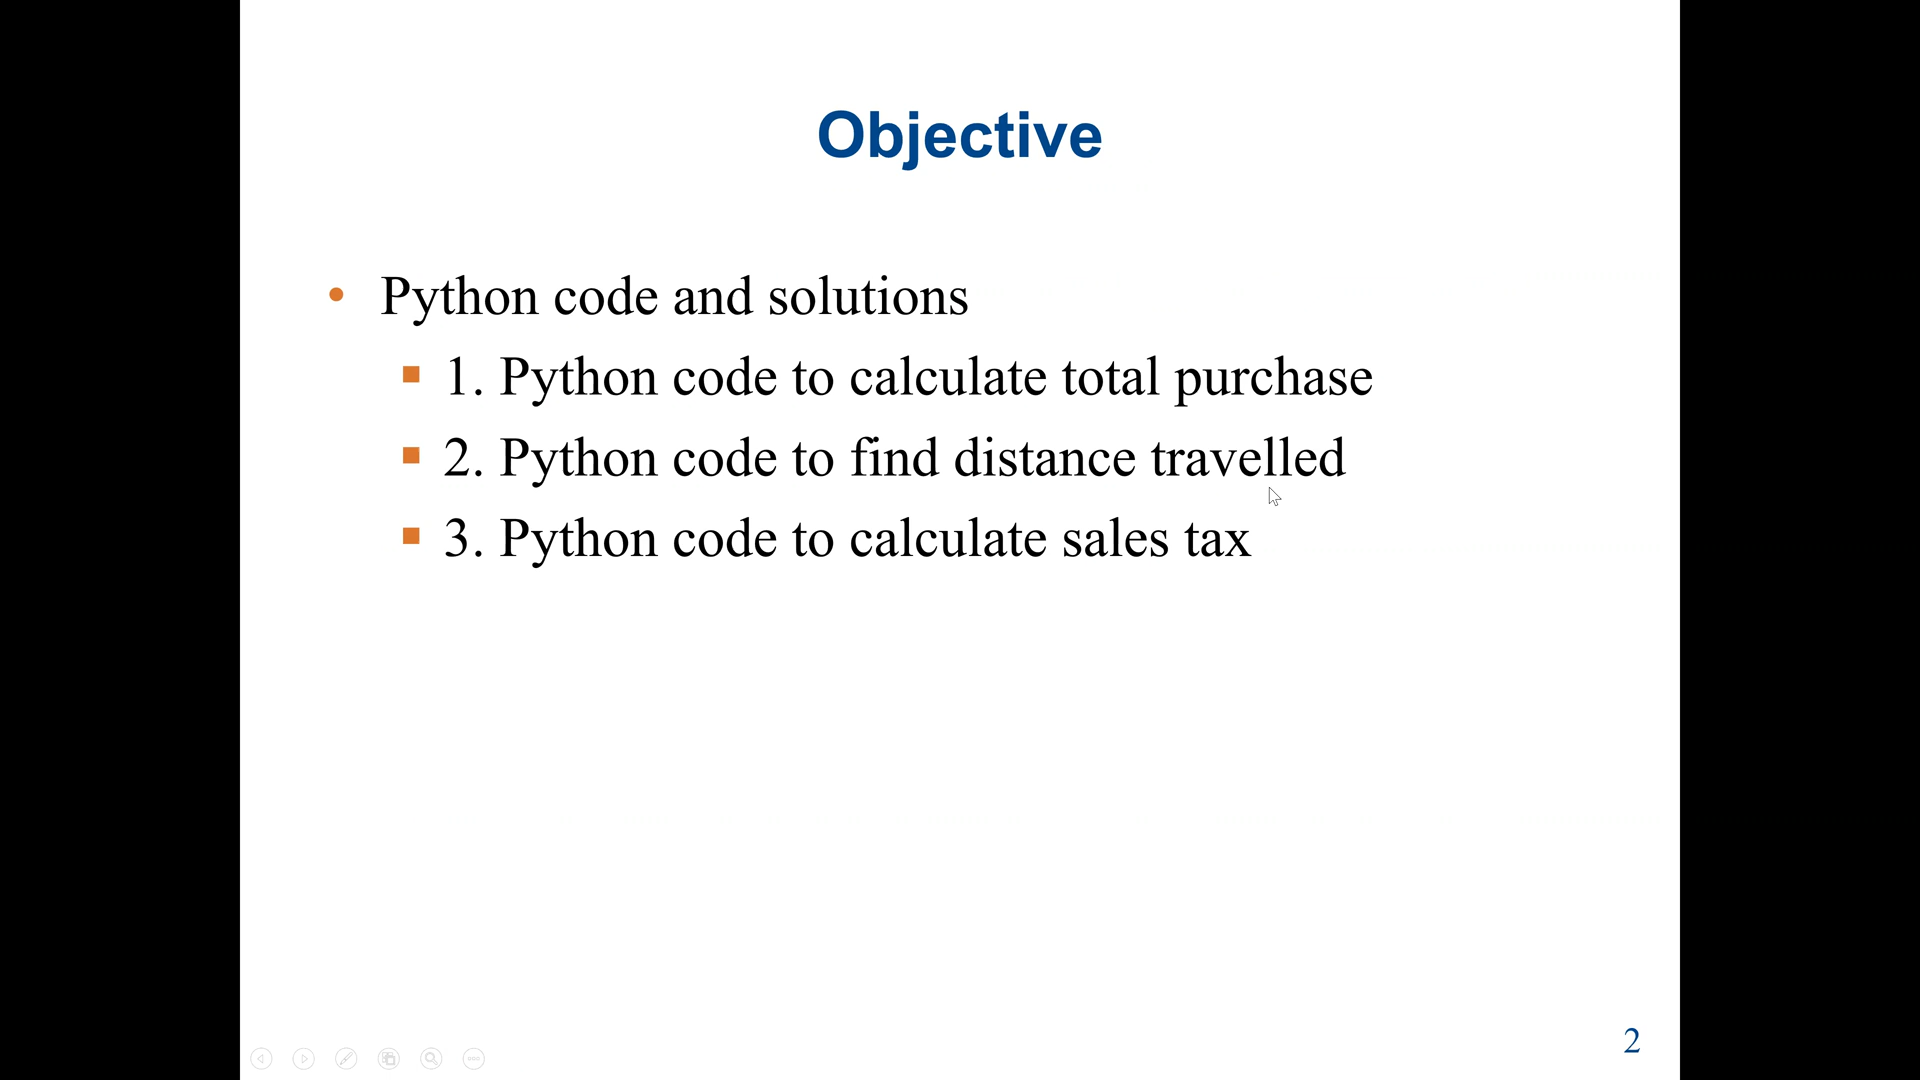 Objective
• Python code and solutions
▪ 1. Python code to calculate total purchase
▪ 2. Python code to find distance travelled
▪ 3. Python code to calculate sales tax
2